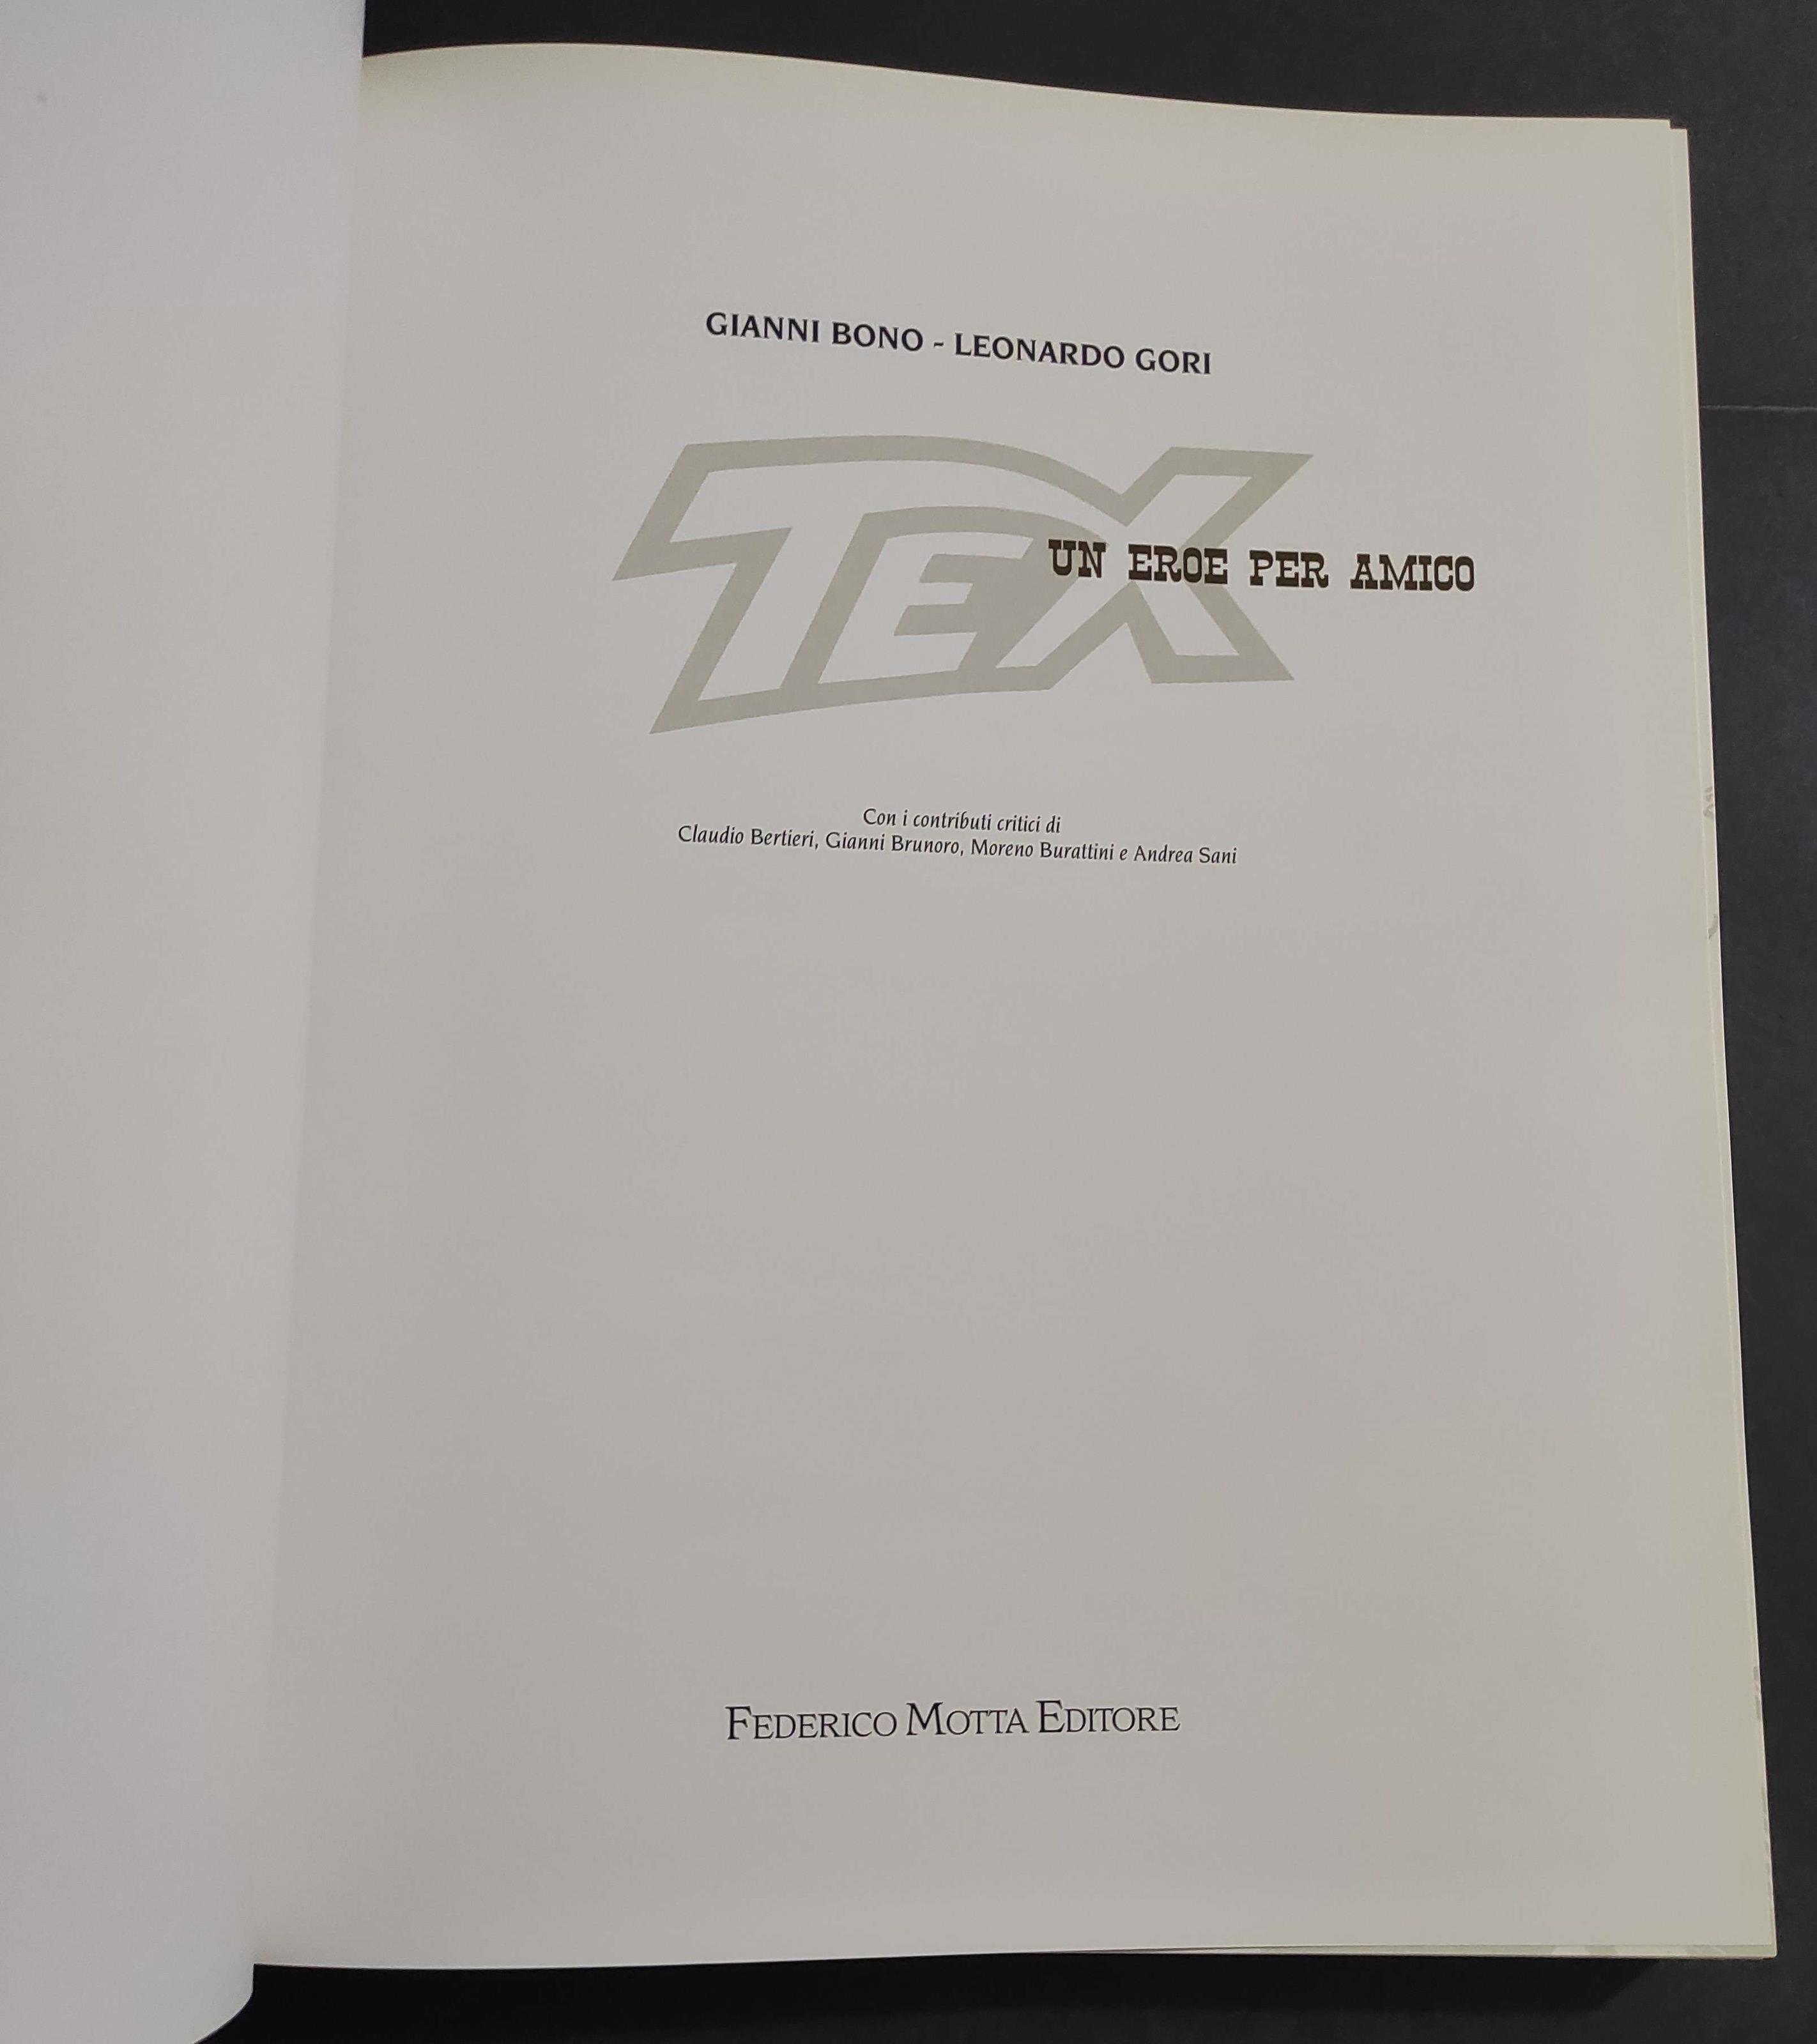 GIANNI BONO - LEONARDO GORI
TEX
UN EROE PER AMICO
Con i contributi critici di
Claudio Bertieri, Gianni Brunoro, Moreno Burattini e Andrea Sani
FEDERICO MOTTA EDITORE